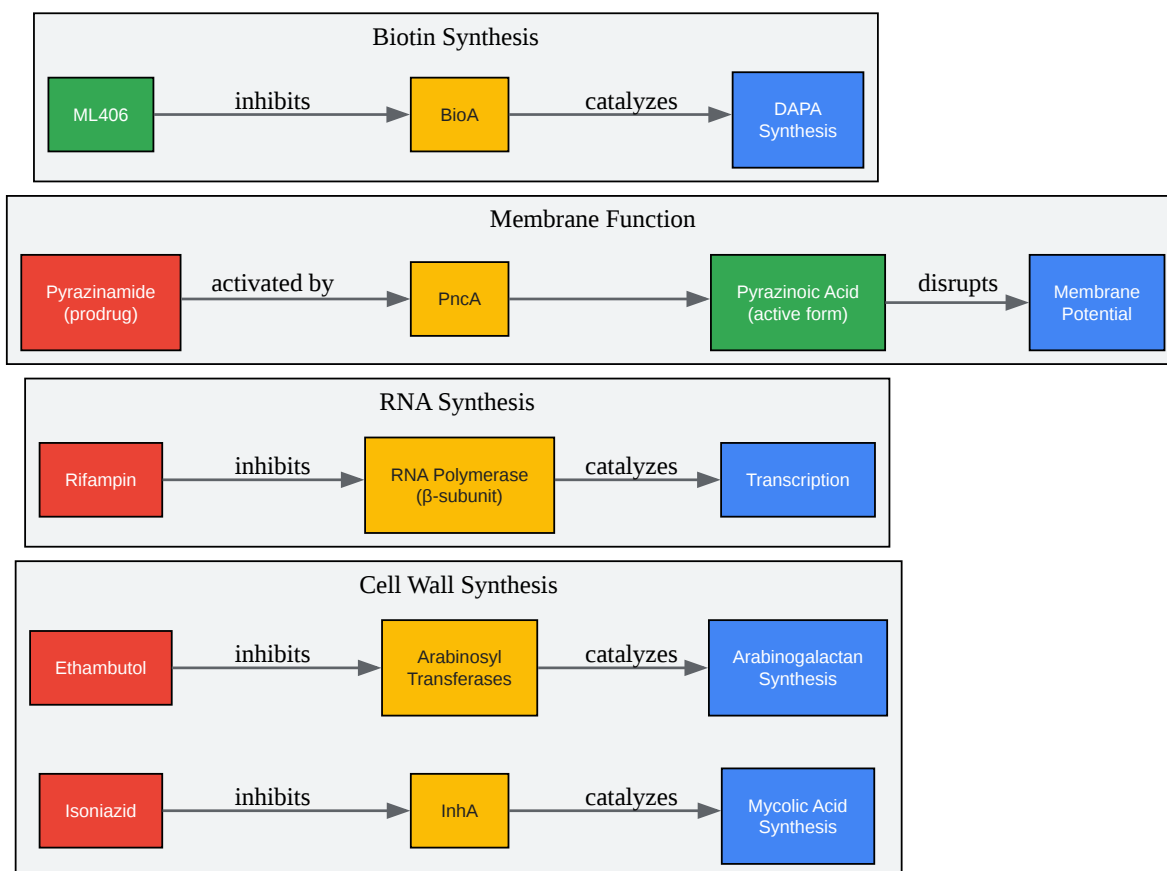 Biotin Synthesis
ML406
inhibits
BioA
catalyzes
DAPA
Synthesis
Membrane Function
Pyrazinamide
(prodrug)
activated by
PncA
Pyrazinoic Acid
(active form)
disrupts
Membrane
Potential
RNA Synthesis
Rifampin
inhibits
RNA Polymerase
(β-subunit)
catalyzes
Transcription
Cell Wall Synthesis
Ethambutol
inhibits
Arabinosyl
Transferases
catalyzes
Arabinogalactan
Synthesis
Isoniazid
inhibits
InhA
catalyzes
Mycolic Acid
Synthesis